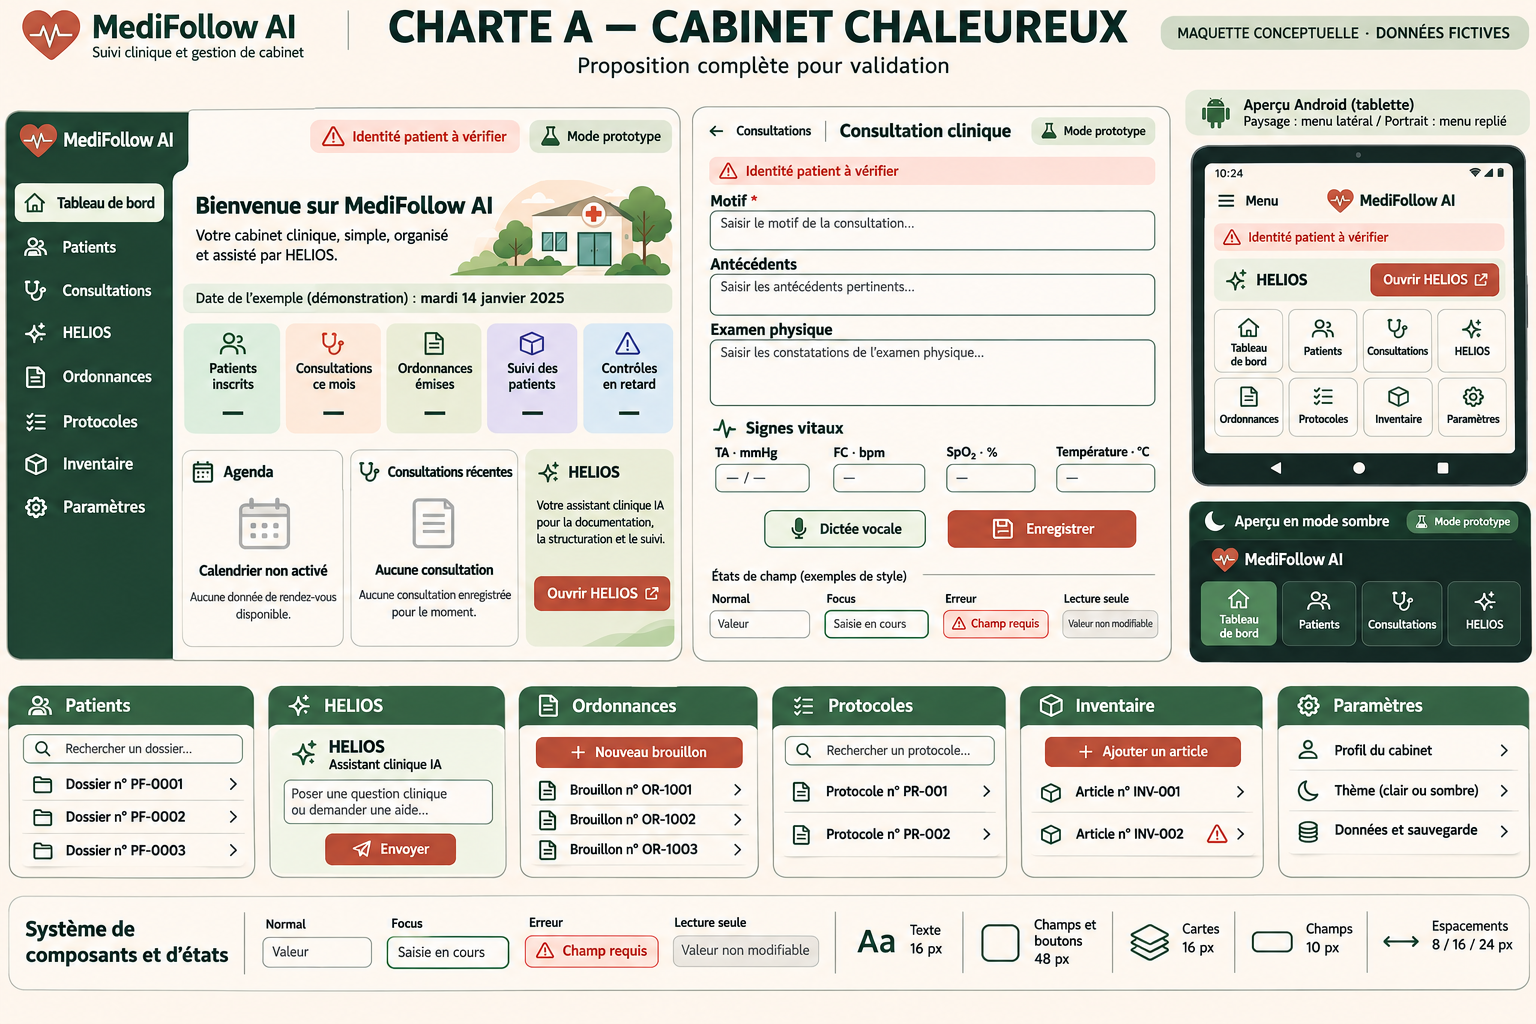 MediFollow AI
Suivi clinique et gestion de cabinet
CHARTE A — CABINET CHALEUREUX
Proposition complète pour validation
MAQUETTE CONCEPTUELLE · DONNÉES FICTIVES
MediFollow AI
Tableau de bord
Patients
Consultations
HELIOS
Ordonnances
Protocoles
Inventaire
Paramètres
Identité patient à vérifier
Mode prototype
Bienvenue sur MediFollow AI
Votre cabinet clinique, simple, organisé
et assisté par HELIOS.
Date de l'exemple (démonstration) : mardi 14 janvier 2025
Patients
inscrits
—
Consultations
ce mois
—
Ordonnances
émises
—
Suivi des
patients
—
Contrôles
en retard
—
Agenda
Calendrier non activé
Aucune donnée de rendez-vous
disponible.
Consultations récentes
Aucune consultation
Aucune consultation enregistrée
pour le moment.
HELIOS
Votre assistant clinique IA
pour la documentation,
la structuration et le suivi.
Ouvrir HELIOS
Consultations
Consultation clinique
Mode prototype
Identité patient à vérifier
Motif *
Saisir le motif de la consultation...
Antécédents
Saisir les antécédents pertinents...
Examen physique
Saisir les constatations de l'examen physique...
Signes vitaux
TA · mmHg
— / —
FC · bpm
—
SpO₂ · %
—
Température · °C
—
Dictée vocale
Enregistrer
États de champ (exemples de style)
Normal
Valeur
Focus
Saisie en cours
Erreur
Champ requis
Lecture seule
Valeur non modifiable
Aperçu Android (tablette)
Paysage : menu latéral / Portrait : menu replié
10:24
Menu
MediFollow AI
Identité patient à vérifier
HELIOS
Ouvrir HELIOS
Tableau
de bord
Patients
Consultations
HELIOS
Ordonnances
Protocoles
Inventaire
Paramètres
Aperçu en mode sombre
Mode prototype
MediFollow AI
Tableau
de bord
Patients
Consultations
HELIOS
Patients
Rechercher un dossier...
Dossier n° PF-0001
Dossier n° PF-0002
Dossier n° PF-0003
HELIOS
HELIOS
Assistant clinique IA
Poser une question clinique
ou demander une aide...
Envoyer
Ordonnances
Nouveau brouillon
Brouillon n° OR-1001
Brouillon n° OR-1002
Brouillon n° OR-1003
Protocoles
Rechercher un protocole...
Protocole n° PR-001
Protocole n° PR-002
Inventaire
Ajouter un article
Article n° INV-001
Article n° INV-002
Paramètres
Profil du cabinet
Thème (clair ou sombre)
Données et sauvegarde
Système de
composants et d'états
Normal
Valeur
Focus
Saisie en cours
Erreur
Champ requis
Lecture seule
Valeur non modifiable
Aa
Texte
16 px
Champs et
boutons
48 px
Cartes
16 px
Champs
10 px
Espacements
8 / 16 / 24 px